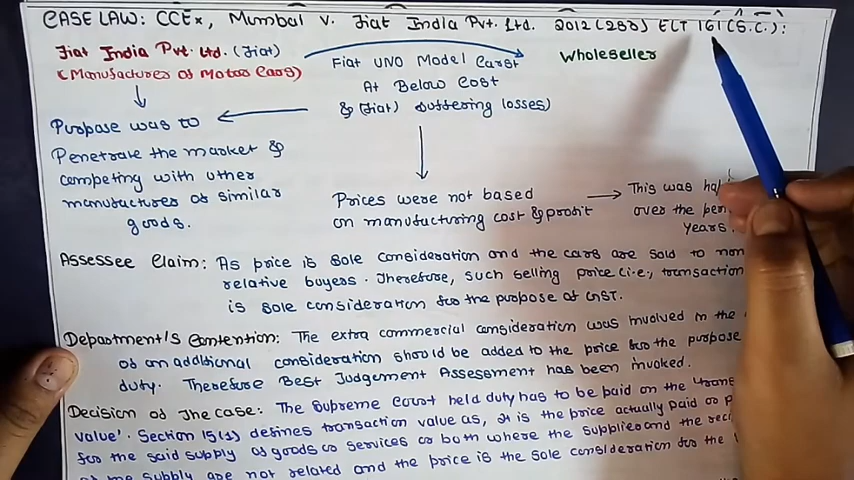 CASE LAW: CCEx, Mumbai v. Fiat India Pvt. Ltd. 2012 (283) ELT 161 (S.C.):
Fiat India Pvt. Ltd. (Fiat)
(Manufactures of Motor Cars)
Fiat UNO Model Carst
At Below Cost
& (Fiat) suffering losses)
Wholeseller
Purpose was to
Penetrate the market &
competing with other
manufactures of similar
goods.
Prices were not based
on manufacturing cost & profit
This was
over the
Years.
Assessee Claim: As price is sole consideration and the cars are sold to non
relative buyers. Therefore, such selling price (i.e., transaction
is sole consideration for the purpose of GST.
Department's Contention: The extra commercial consideration was involved in the
of an additional consideration should be added to the price for the purpose
duty. Therefore Best Judgement Assessment has been invoked.
Decision of The case: The Supreme Court held duty has to be paid on the 'trans
value'. Section 15(1) defines transaction value as, It is the price actually paid or p
for the said supply of goods or services or both where the supplier and the reci
of the supply are not related and the price is the sole consideration for the